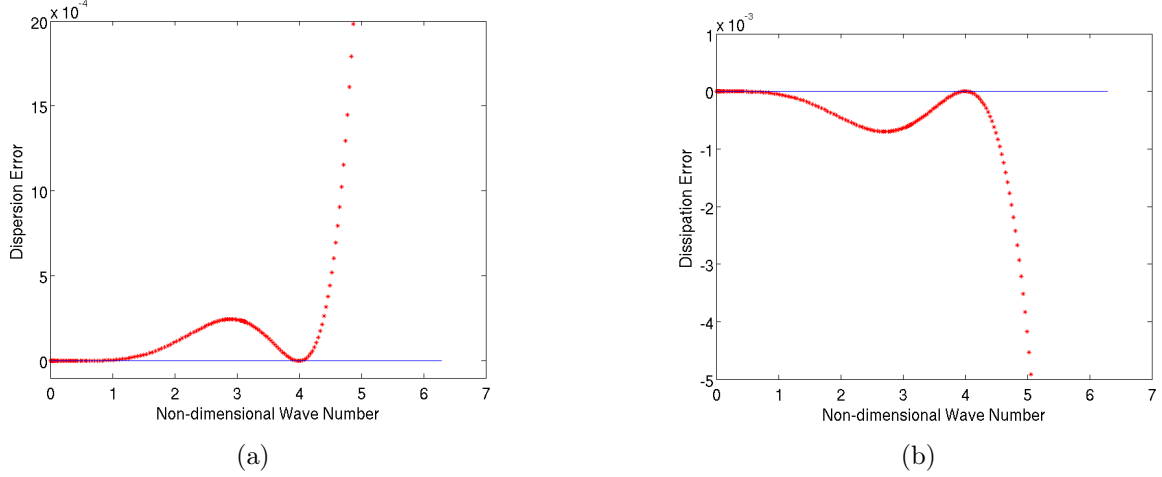 x 10⁻⁴
20
15
10
5
0
Dispersion Error
0 1 2 3 4 5 6 7
Non-dimensional Wave Number
(a)
x 10⁻³
1
0
-1
-2
-3
-4
-5
Dissipation Error
0 1 2 3 4 5 6 7
Non-dimensional Wave Number
(b)